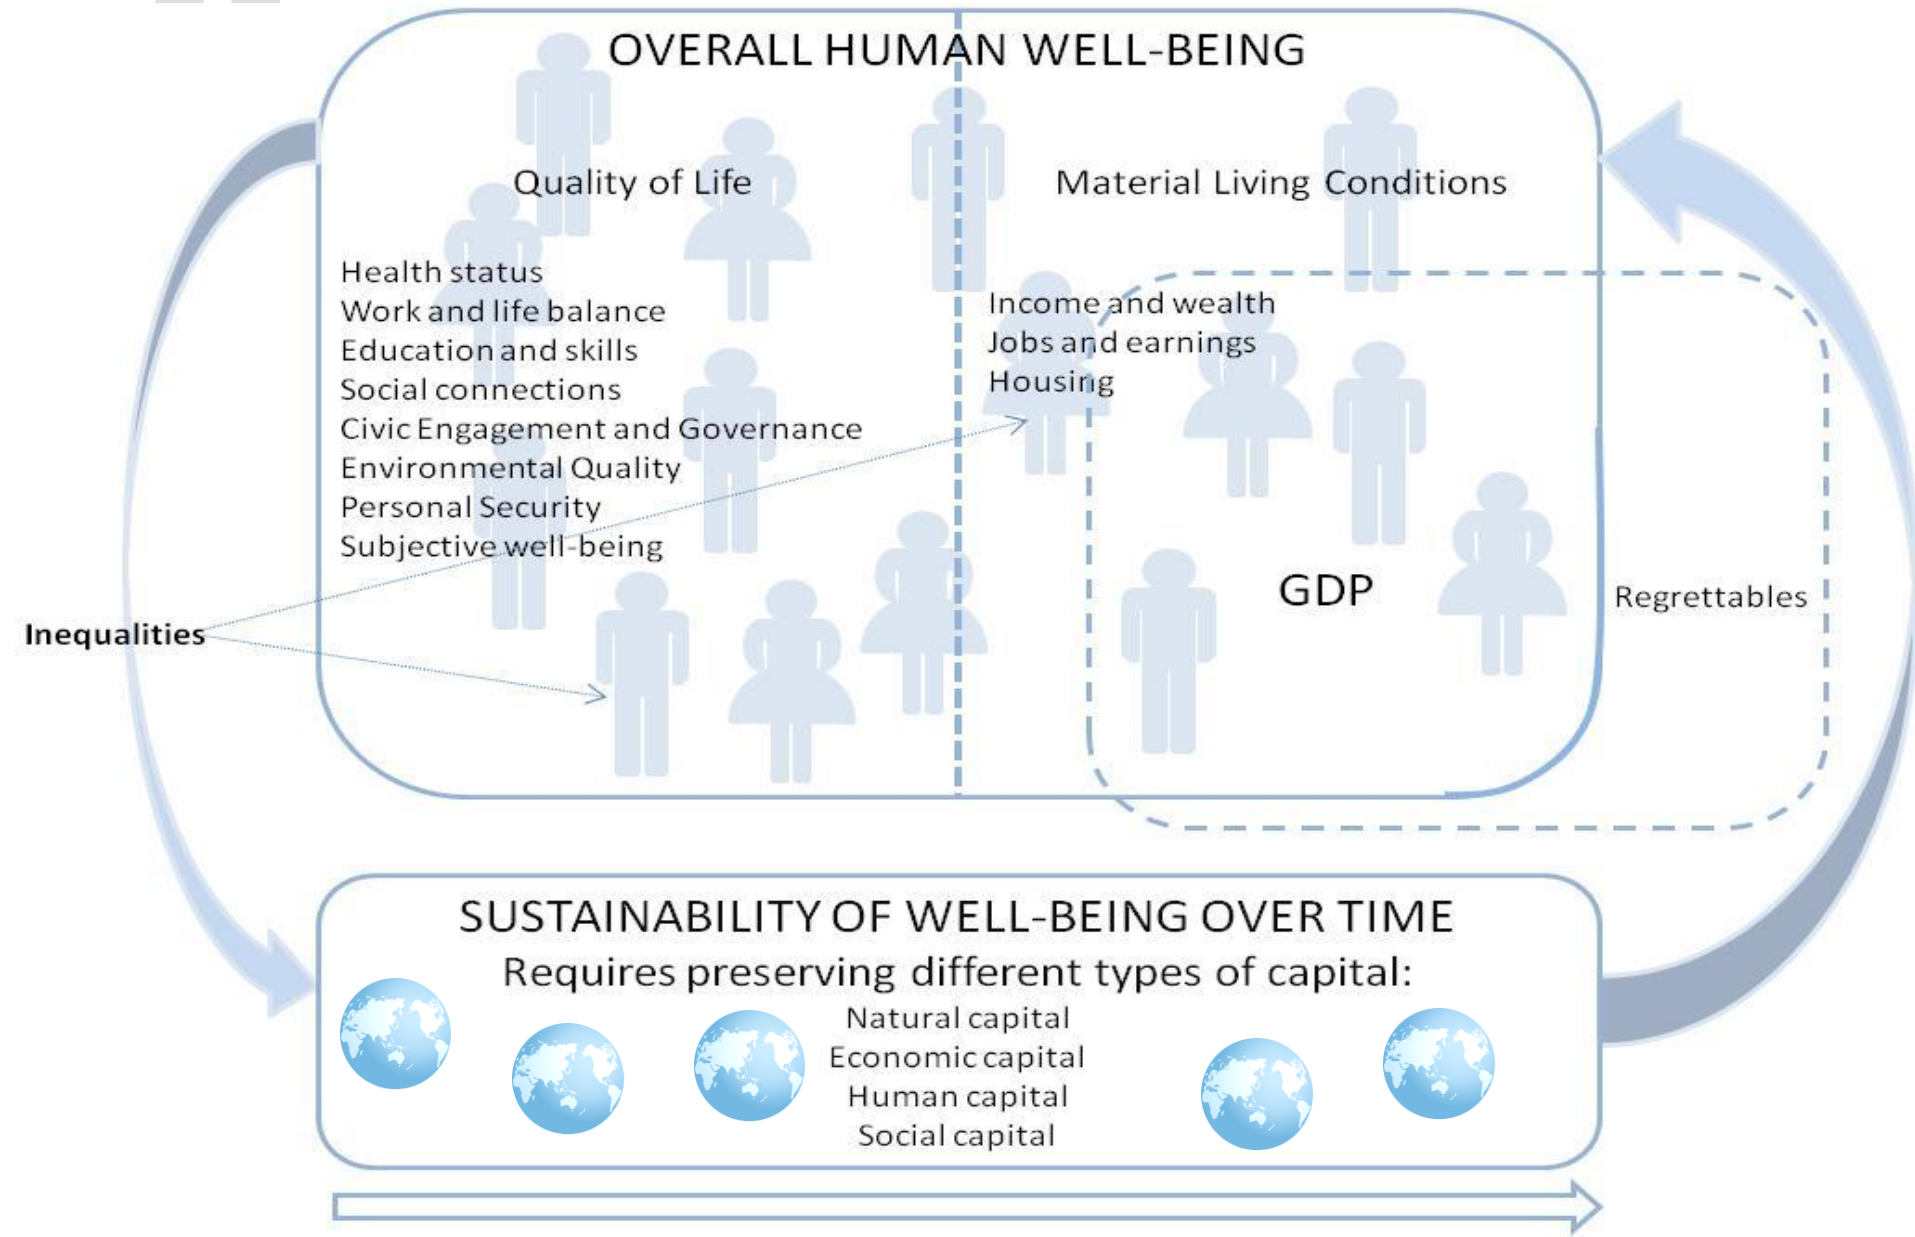 OVERALL HUMAN WELL-BEING
Quality of Life
Material Living Conditions
Health status
Work and life balance
Education and skills
Social connections
Civic Engagement and Governance
Environmental Quality
Personal Security
Subjective well-being
Income and wealth
Jobs and earnings
Housing
GDP
Regrettables
Inequalities
SUSTAINABILITY OF WELL-BEING OVER TIME
Requires preserving different types of capital:
Natural capital
Economic capital
Human capital
Social capital